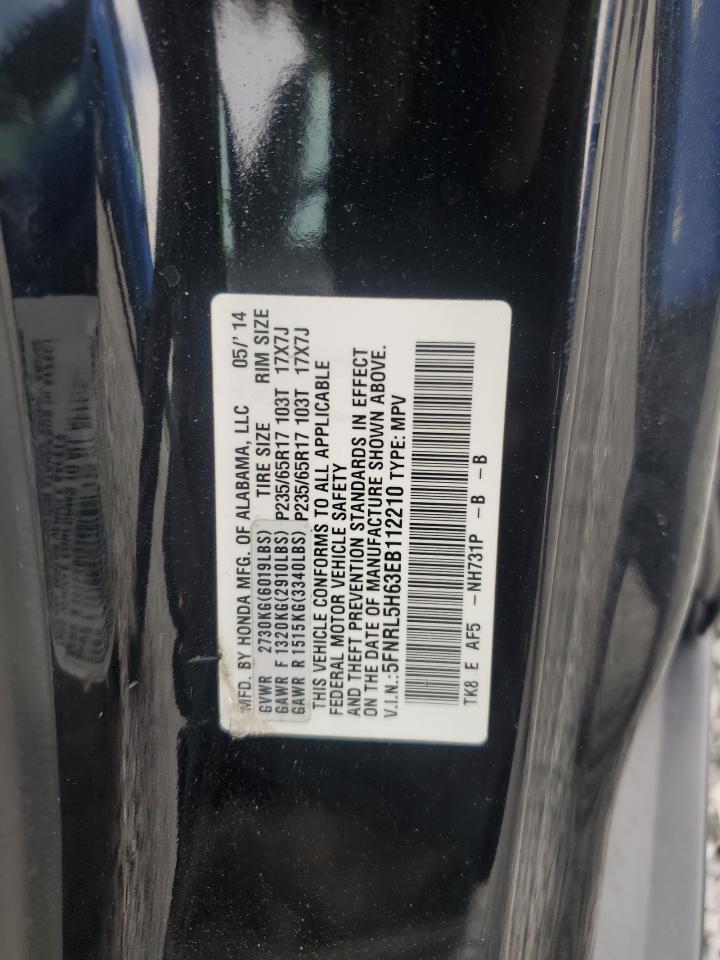 MFD. BY HONDA MFG. OF ALABAMA, LLC 05/'14
GVWR 2730KG(6019LBS) TIRE SIZE RIM SIZE
GAWR F 1320KG(2910LBS) P235/65R17 103T 17X7J
GAWR R 1515KG(3340LBS) P235/65R17 103T 17X7J
THIS VEHICLE CONFORMS TO ALL APPLICABLE
FEDERAL MOTOR VEHICLE SAFETY
AND THEFT PREVENTION STANDARDS IN EFFECT
ON THE DATE OF MANUFACTURE SHOWN ABOVE.
V.I.N.:5FNRL5H63EB112210 TYPE: MPV
TK8 E AF5 -NH731P -B -B